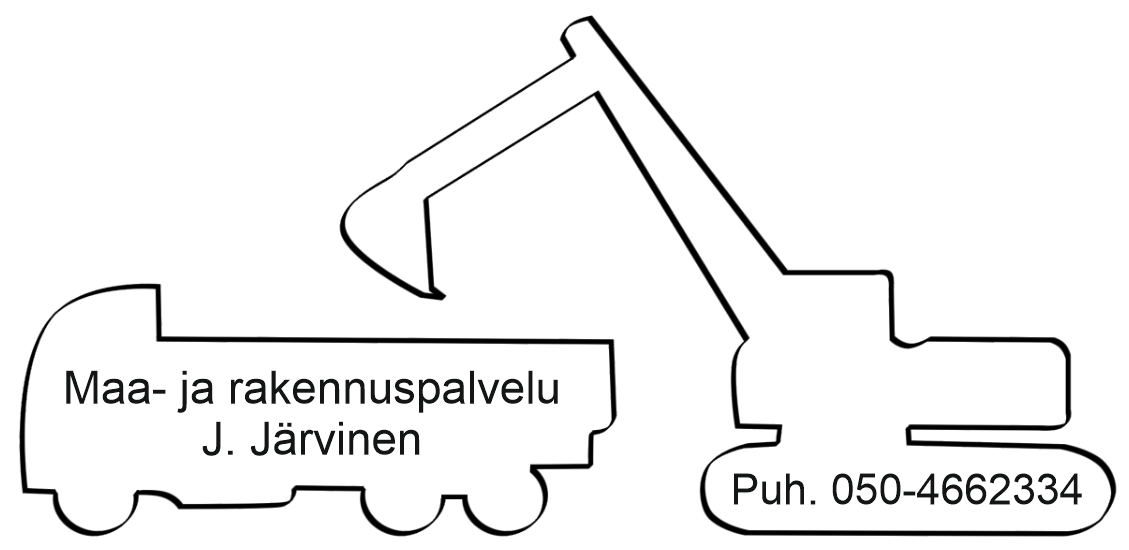 Maa- ja rakennuspalvelu
J. Järvinen
Puh. 050-4662334